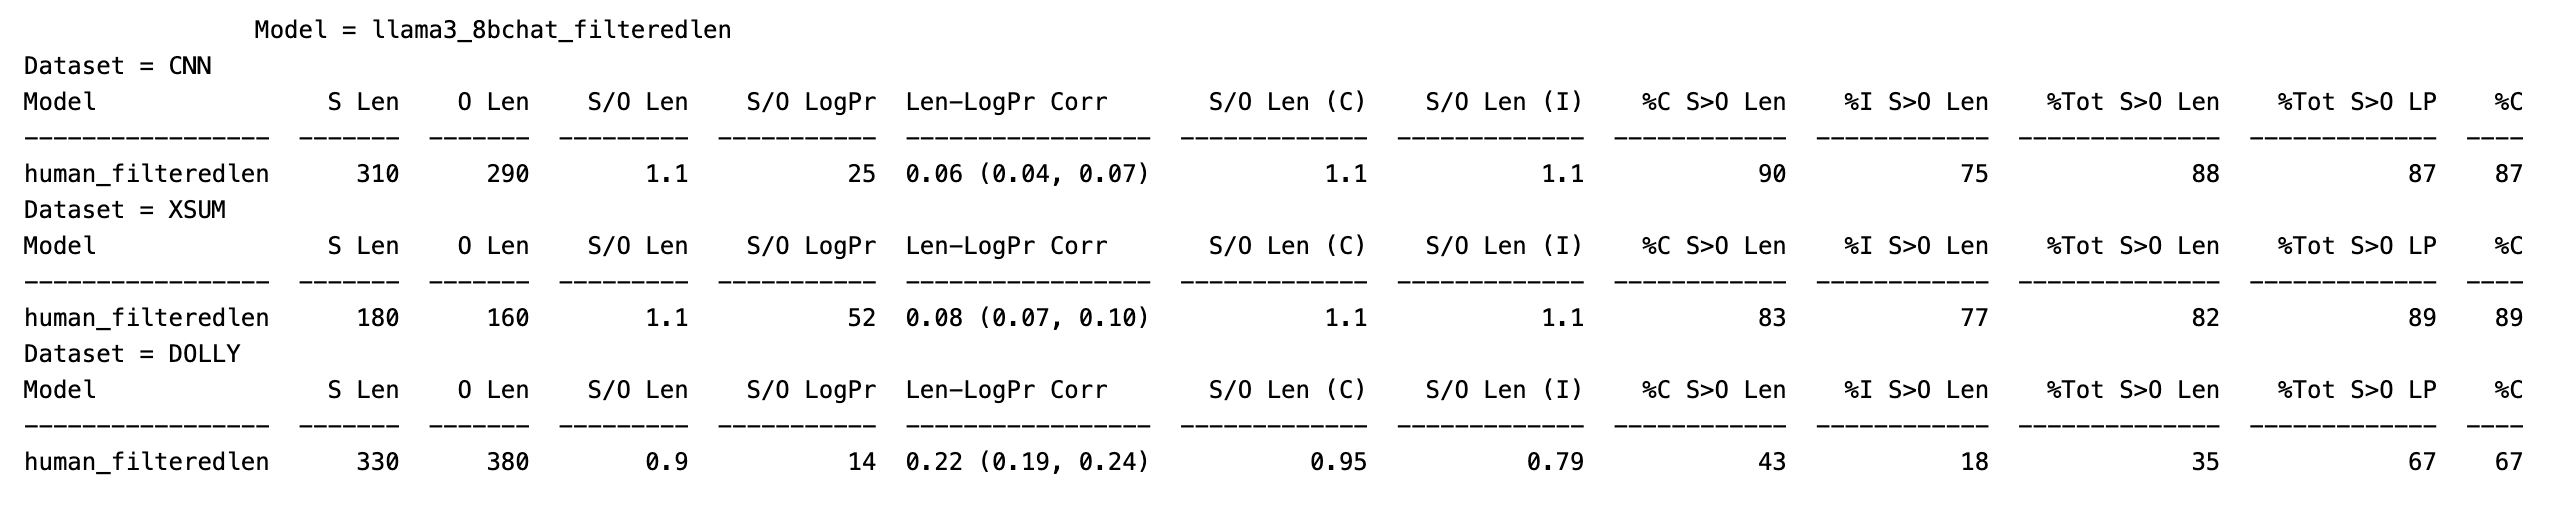 Model = llama3_8bchat_filteredlen
Dataset = CNN
Model S Len O Len S/O Len S/O LogPr Len-LogPr Corr S/O Len (C) S/O Len (I) %C S>O Len %I S>O Len %Tot S>O Len %Tot S>O LP %C
----------------- ------- ------- --------- ----------- ----------------- ------------- ------------- ------------ ------------ -------------- ------------- ----
human_filteredlen 310 290 1.1 25 0.06 (0.04, 0.07) 1.1 1.1 90 75 88 87 87
Dataset = XSUM
Model S Len O Len S/O Len S/O LogPr Len-LogPr Corr S/O Len (C) S/O Len (I) %C S>O Len %I S>O Len %Tot S>O Len %Tot S>O LP %C
----------------- ------- ------- --------- ----------- ----------------- ------------- ------------- ------------ ------------ -------------- ------------- ----
human_filteredlen 180 160 1.1 52 0.08 (0.07, 0.10) 1.1 1.1 83 77 82 89 89
Dataset = DOLLY
Model S Len O Len S/O Len S/O LogPr Len-LogPr Corr S/O Len (C) S/O Len (I) %C S>O Len %I S>O Len %Tot S>O Len %Tot S>O LP %C
----------------- ------- ------- --------- ----------- ----------------- ------------- ------------- ------------ ------------ -------------- ------------- ----
human_filteredlen 330 380 0.9 14 0.22 (0.19, 0.24) 0.95 0.79 43 18 35 67 67